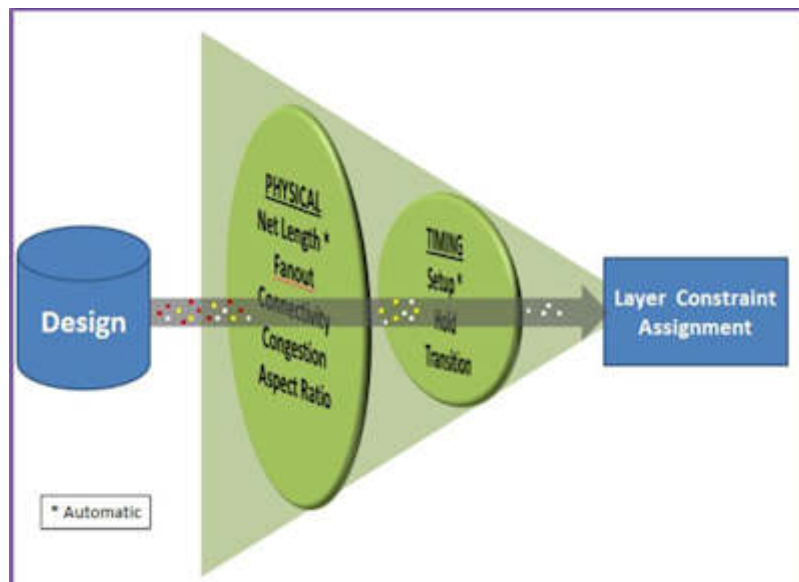 Design
PHYSICAL
Net Length *
Fanout
Connectivity
Congestion
Aspect Ratio
TIMING
Setup *
Hold
Transition
Layer Constraint
Assignment
* Automatic